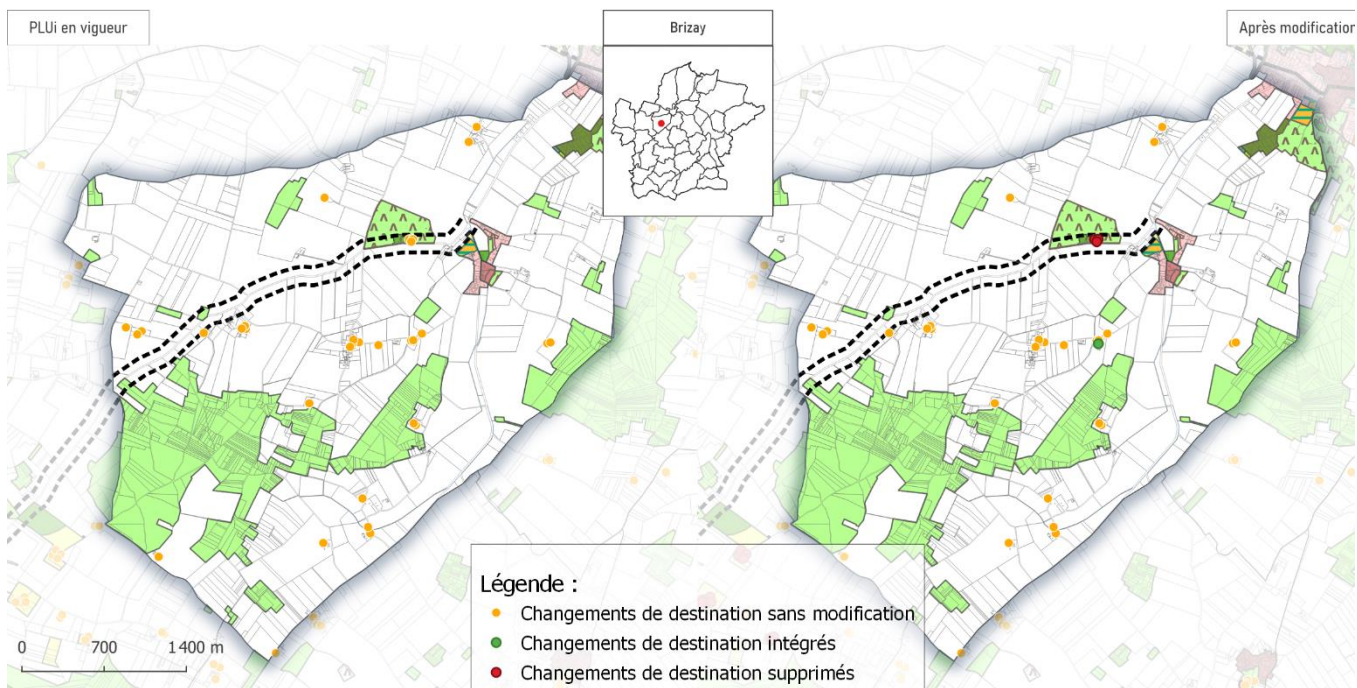 PLUi en vigueur
Brizay
Après modification
Légende :
Changements de destination sans modification
Changements de destination intégrés
Changements de destination supprimés
0 700 1 400 m